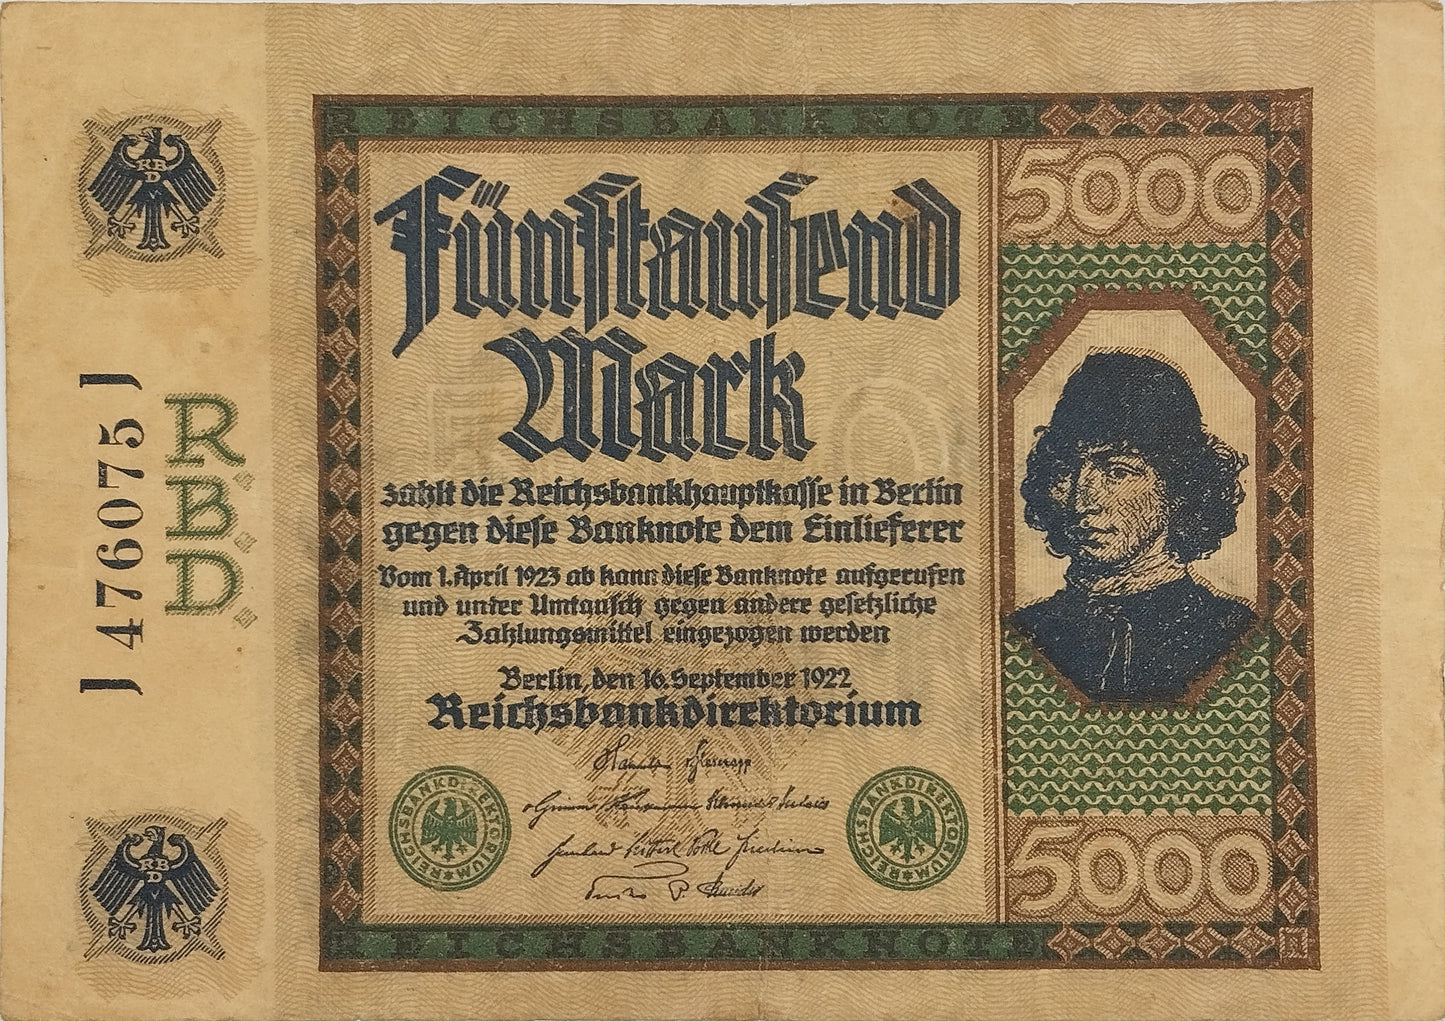 REICHSBANKNOTE
5000
Fünftausend
Mark
zahlt die Reichsbankhauptkasse in Berlin
gegen diese Banknote dem Einlieferer
Vom 1. April 1923 ab kann diese Banknote aufgerufen
und unter Umtausch gegen andere gesetzliche
Zahlungsmittel eingezogen werden
Berlin, den 16. September 1922
Reichsbankdirektorium
REICHSBANKDIREKTORIUM
REICHSBANKDIREKTORIUM
5000
REICHSBANKNOTE
RBD
J 476075 J
R.B.D.
RBD